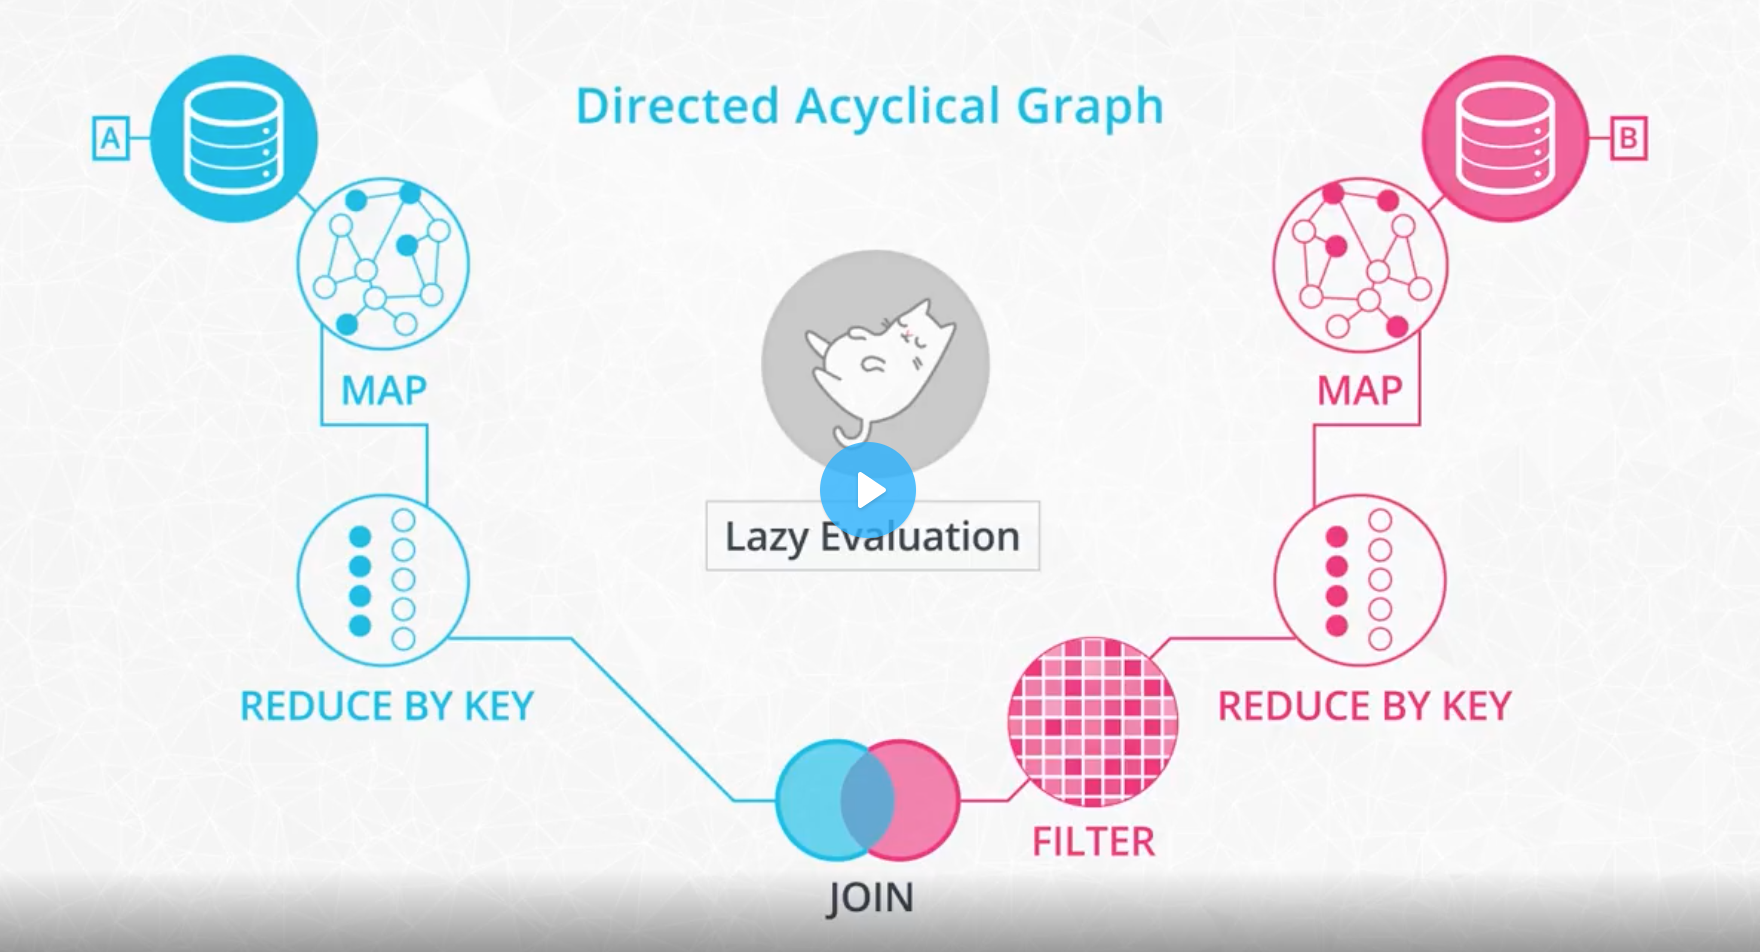 Directed Acyclical Graph
A
B
MAP
MAP
Lazy Evaluation
REDUCE BY KEY
REDUCE BY KEY
FILTER
JOIN